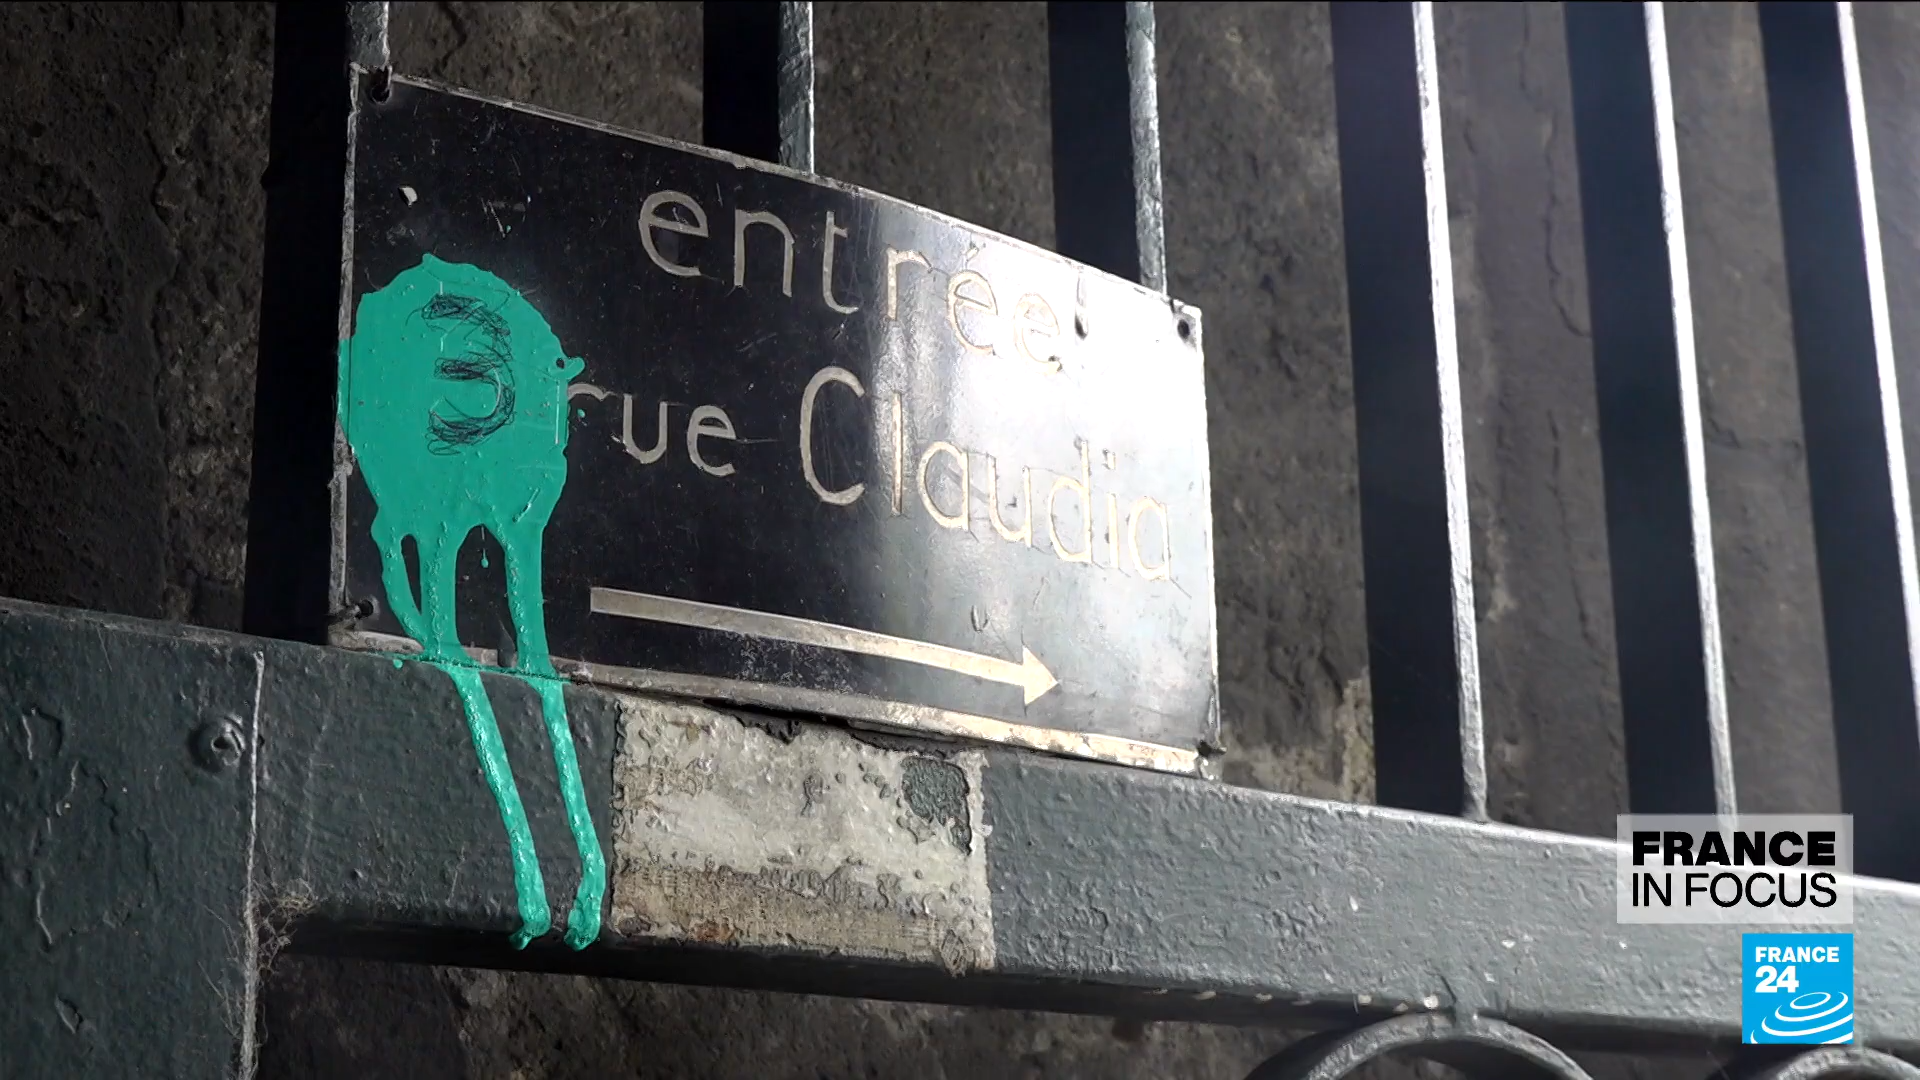 entrée
3 rue Claudia
FRANCE
IN FOCUS
FRANCE
24